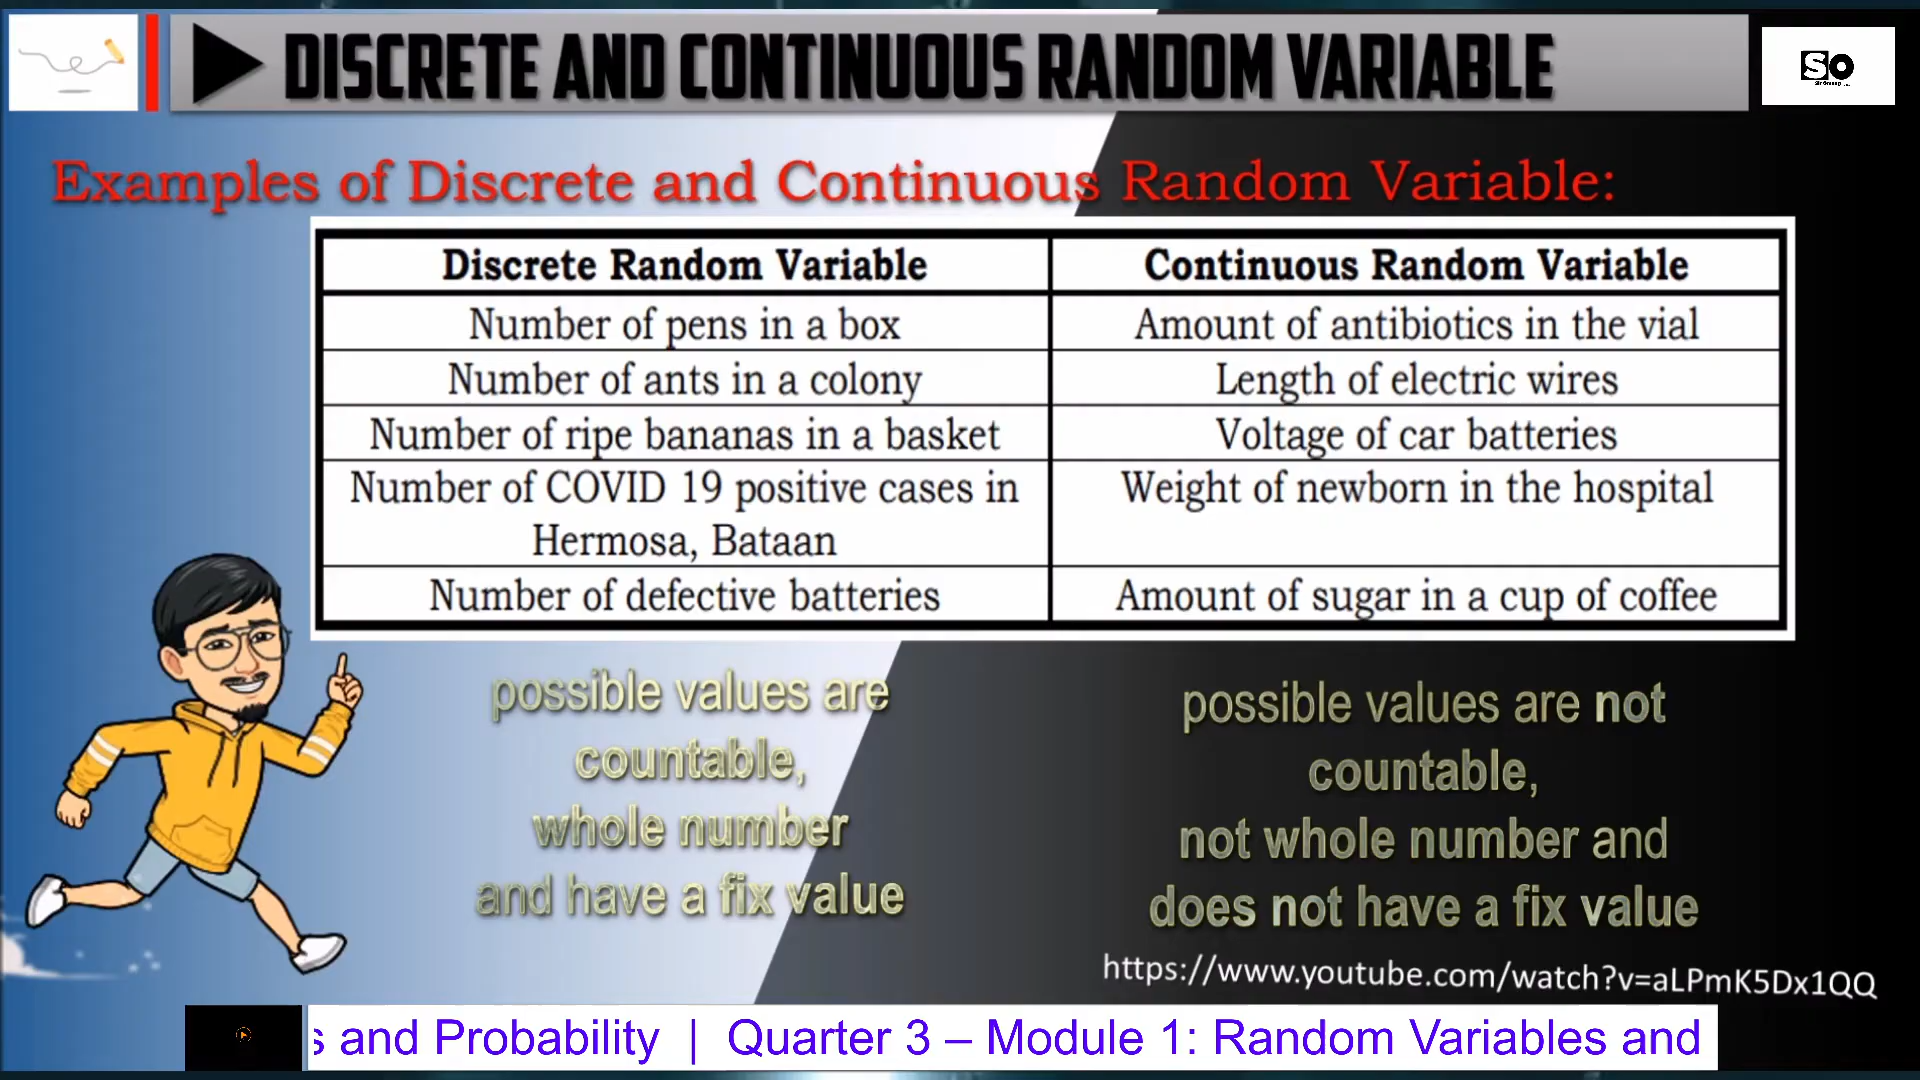 DISCRETE AND CONTINUOUS RANDOM VARIABLE
SO
Examples of Discrete and Continuous Random Variable:
Discrete Random Variable
Continuous Random Variable
Number of pens in a box
Amount of antibiotics in the vial
Number of ants in a colony
Length of electric wires
Number of ripe bananas in a basket
Voltage of car batteries
Number of COVID 19 positive cases in
Hermosa, Bataan
Weight of newborn in the hospital
Number of defective batteries
Amount of sugar in a cup of coffee
possible values are
countable,
whole number
and have a fix value
possible values are not
countable,
not whole number and
does not have a fix value
https://www.youtube.com/watch?v=aLPmK5Dx1QQ
s and Probability | Quarter 3 – Module 1: Random Variables and